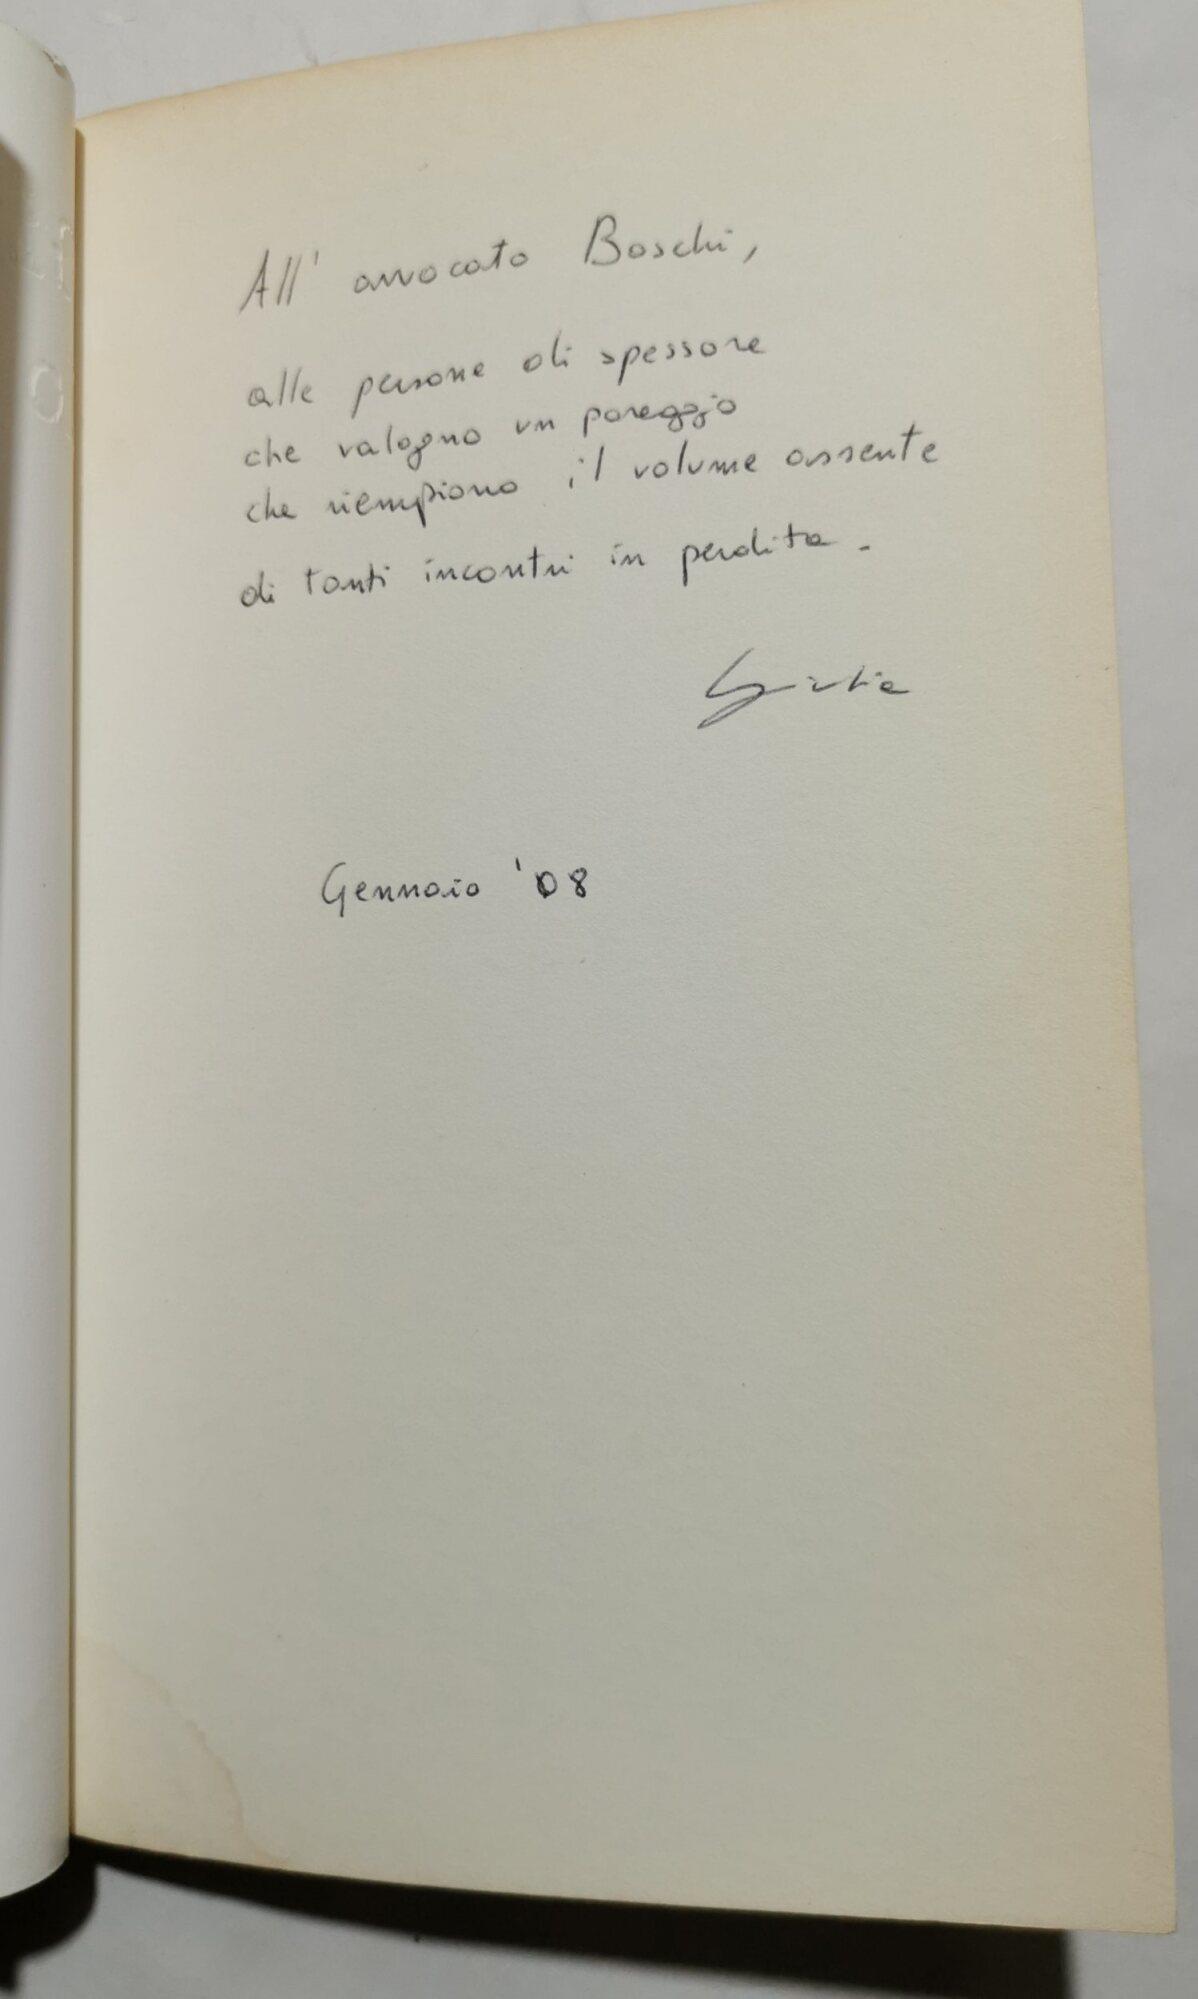 All' avvocato Boschi,
alle persone di spessore
che valgono un pareggio
che riempiono il volume assente
di tanti incontri in perdita.
Gennaio '08